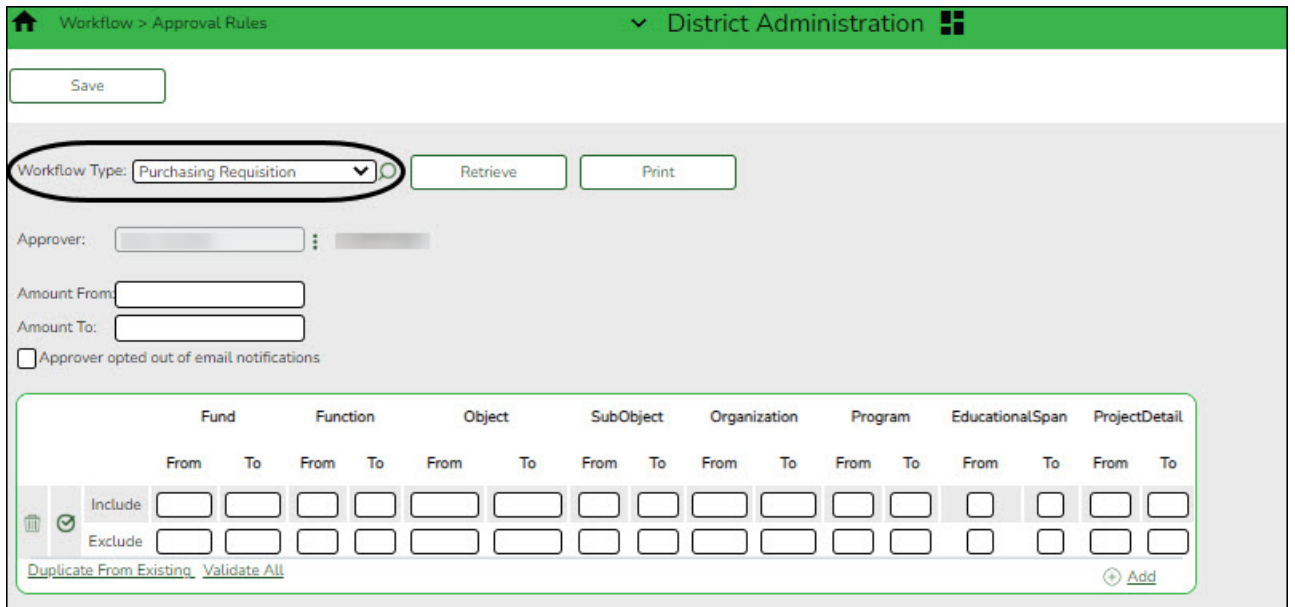 Workflow > Approval Rules District Administration
Save
Workflow Type: Purchasing Requisition Retrieve Print
Approver:
Amount From:
Amount To:
Approver opted out of email notifications
Fund Function Object SubObject Organization Program EducationalSpan ProjectDetail
From To From To From To From To From To From To From To From To
Include
Exclude
Duplicate From Existing Validate All Add